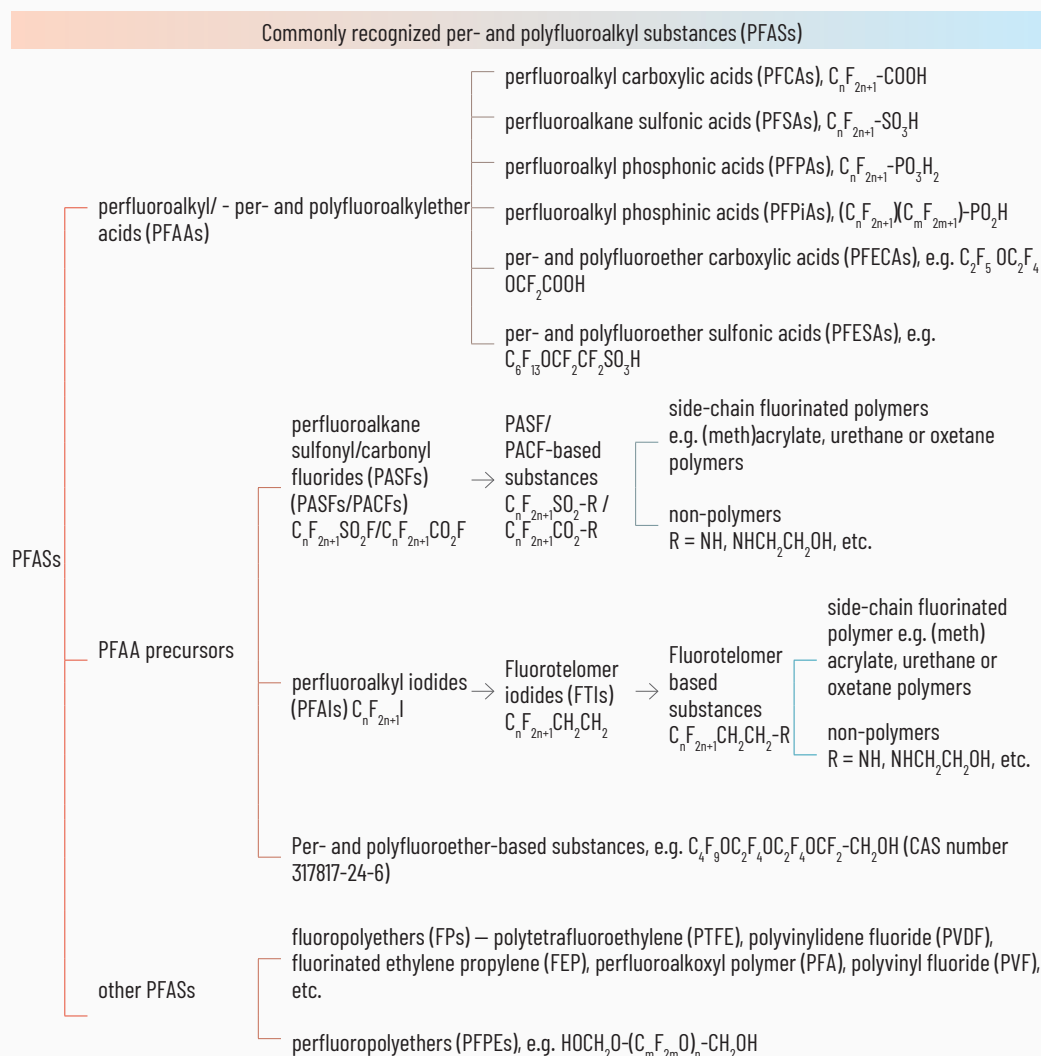 Commonly recognized per- and polyfluoroalkyl substances (PFASs)
perfluoroalkyl carboxylic acids (PFCAs), CₙF₂ₙ₊₁-COOH
perfluoroalkane sulfonic acids (PFSAs), CₙF₂ₙ₊₁-SO₃H
perfluoroalkyl phosphonic acids (PFPAs), CₙF₂ₙ₊₁-PO₃H₂
perfluoroalkyl/ - per- and polyfluoroalkylether
acids (PFAAs)
perfluoroalkyl phosphinic acids (PFPiAs), (CₙF₂ₙ₊₁)(CₘF₂ₘ₊₁)-PO₂H
per- and polyfluoroether carboxylic acids (PFECAs), e.g. C₂F₅ OC₂F₄
OCF₂COOH
per- and polyfluoroether sulfonic acids (PFESAs), e.g.
C₆F₁₃OCF₂CF₂SO₃H
PFASs
PFAA precursors
perfluoroalkane
sulfonyl/carbonyl
fluorides (PASFs)
(PASFs/PACFs)
CₙF₂ₙ₊₁SO₂F/CₙF₂ₙ₊₁CO₂F
PASF/
PACF-based
substances
CₙF₂ₙ₊₁SO₂-R /
CₙF₂ₙ₊₁CO₂-R
side-chain fluorinated polymers
e.g. (meth)acrylate, urethane or oxetane
polymers
non-polymers
R = NH, NHCH₂CH₂OH, etc.
perfluoroalkyl iodides
(PFAIs) CₙF₂ₙ₊₁I
Fluorotelomer
iodides (FTIs)
CₙF₂ₙ₊₁CH₂CH₂
Fluorotelomer
based
substances
CₙF₂ₙ₊₁CH₂CH₂-R
side-chain fluorinated
polymer e.g. (meth)
acrylate, urethane or
oxetane polymers
non-polymers
R = NH, NHCH₂CH₂OH, etc.
Per- and polyfluoroether-based substances, e.g. C₄F₉OC₂F₄OC₂F₄OCF₂-CH₂OH (CAS number
317817-24-6)
other PFASs
fluoropolyethers (FPs) — polytetrafluoroethylene (PTFE), polyvinylidene fluoride (PVDF),
fluorinated ethylene propylene (FEP), perfluoroalkoxyl polymer (PFA), polyvinyl fluoride (PVF),
etc.
perfluoropolyethers (PFPEs), e.g. HOCH₂O-(CₘF₂ₘO)ₙ-CH₂OH